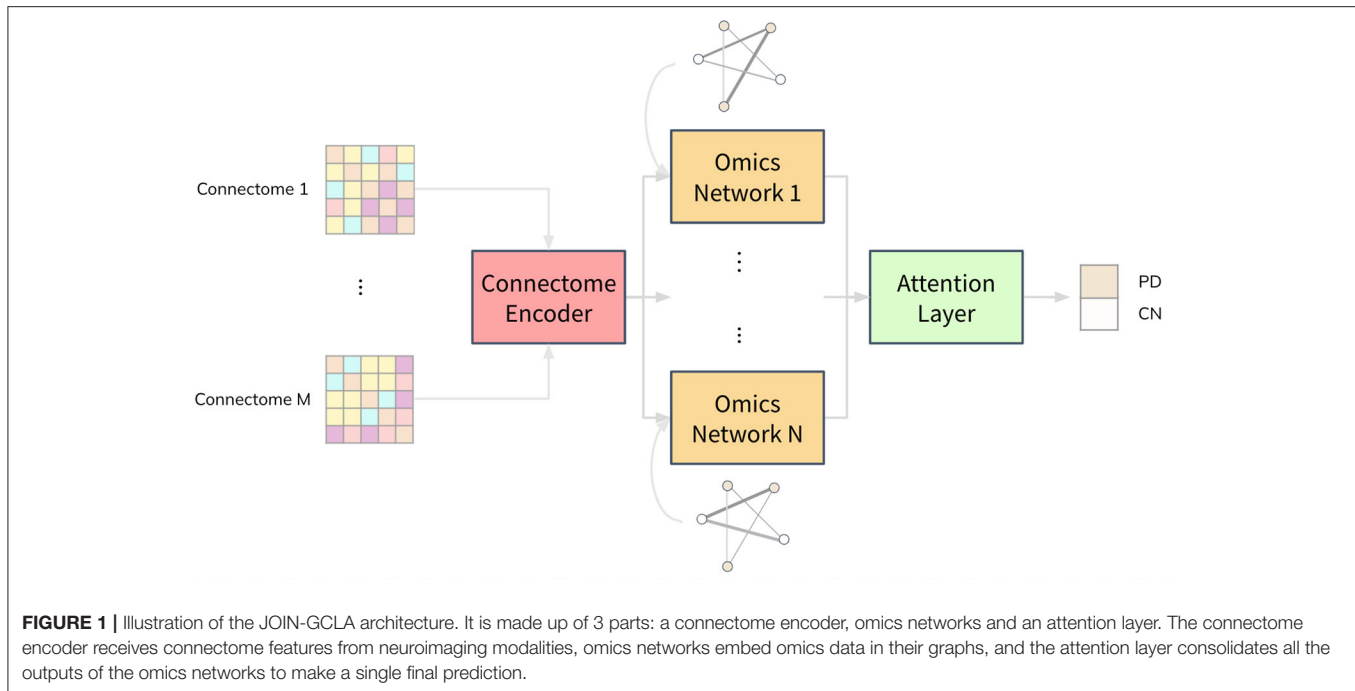 Connectome 1
⋮
Connectome M
Connectome
Encoder
Omics
Network 1
⋮
⋮
Omics
Network N
Attention
Layer
PD
CN
FIGURE 1 | Illustration of the JOIN-GCLA architecture. It is made up of 3 parts: a connectome encoder, omics networks and an attention layer. The connectome
encoder receives connectome features from neuroimaging modalities, omics networks embed omics data in their graphs, and the attention layer consolidates all the
outputs of the omics networks to make a single final prediction.